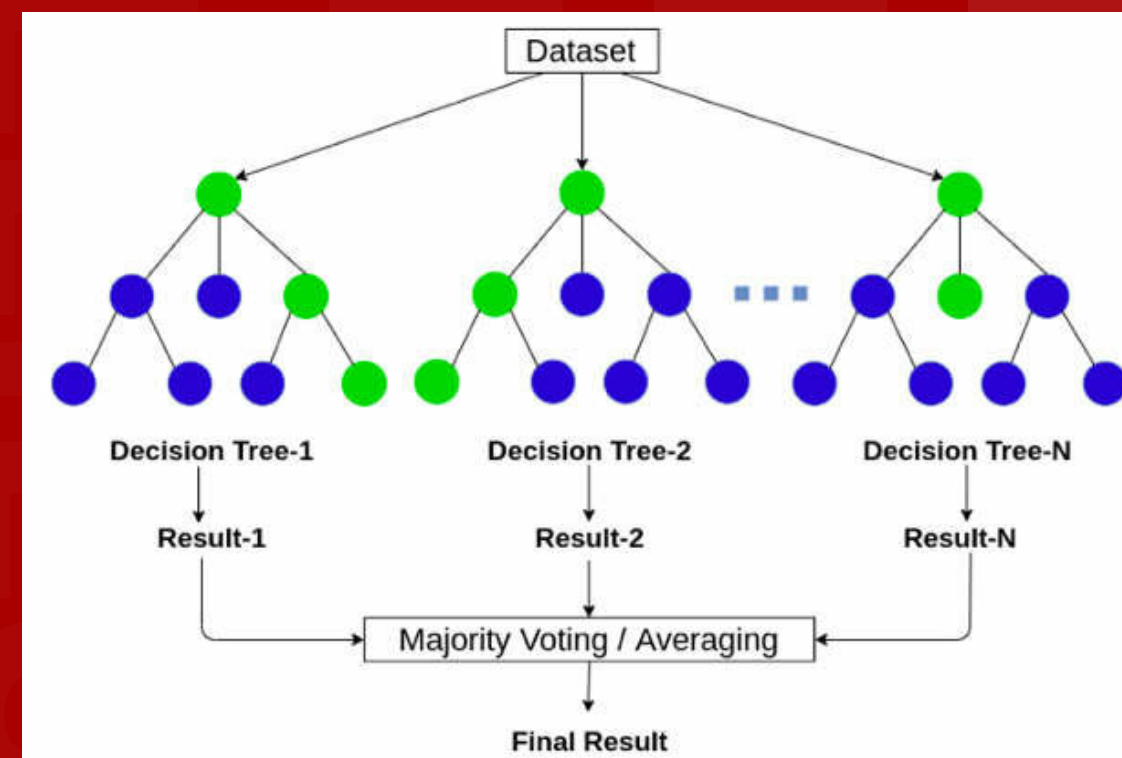 Dataset
Decision Tree-1
Decision Tree-2
Decision Tree-N
Result-1
Result-2
Result-N
Majority Voting / Averaging
Final Result